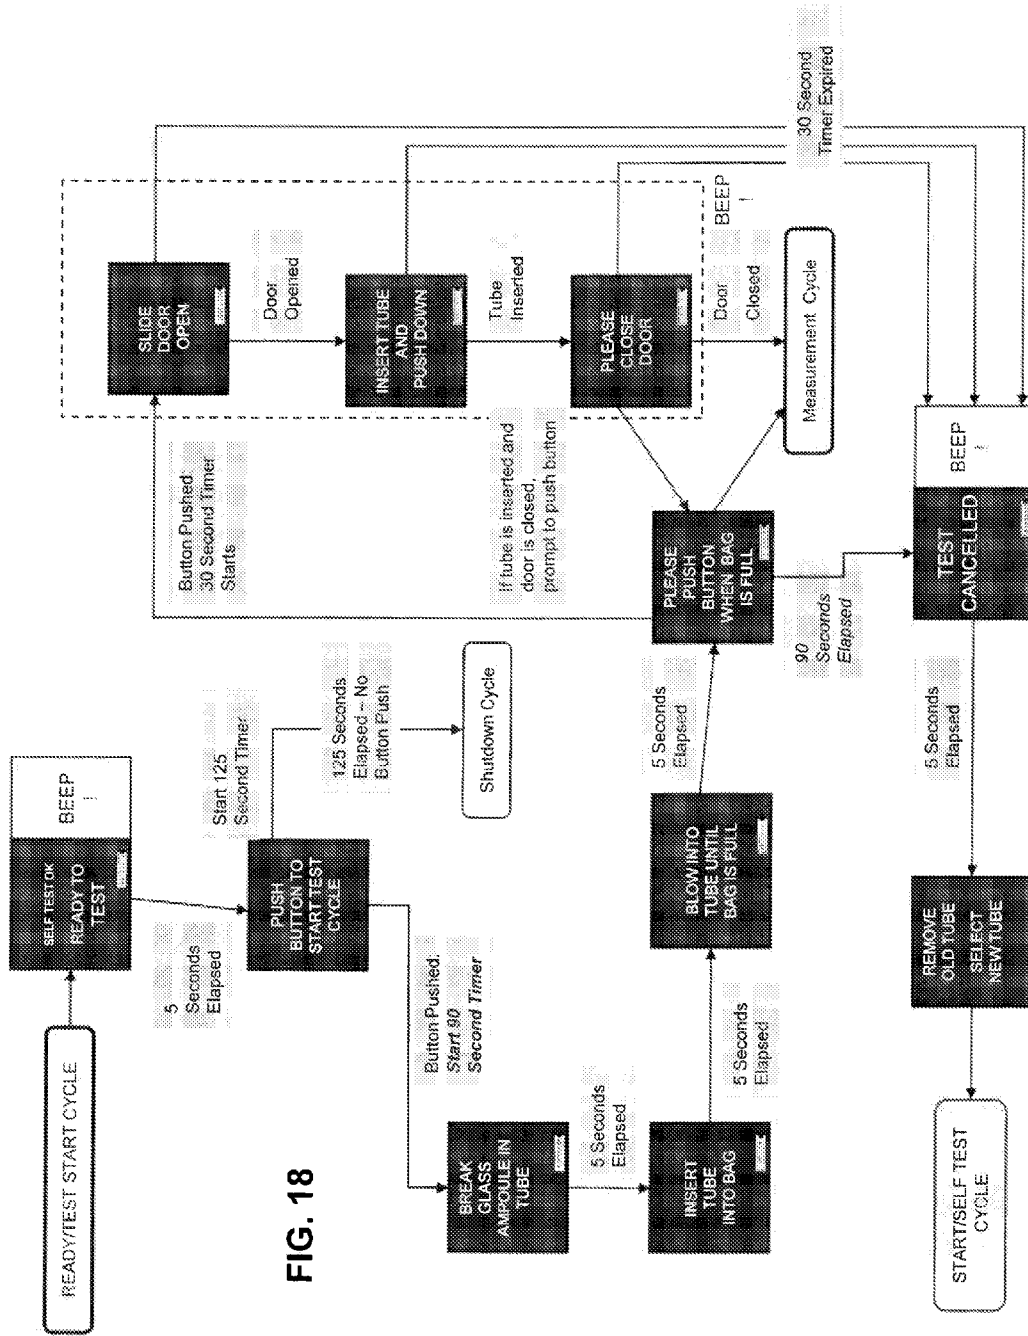 READY/TEST START CYCLE
SELF TEST OK
READY TO
TEST
BEEP
!
5
Seconds
Elapsed
PUSH
BUTTON TO
START TEST
CYCLE
Start 125
Second Timer
125 Seconds
Elapsed – No
Button Push
Shutdown Cycle
Button Pushed.
Start 90
Second Timer
FIG. 18
BREAK
GLASS
AMPOULE IN
TUBE
5 Seconds
Elapsed
INSERT
TUBE
INTO BAG
5 Seconds
Elapsed
BLOW INTO
TUBE UNTIL
BAG IS FULL
5 Seconds
Elapsed
PLEASE
PUSH
BUTTON
WHEN BAG
IS FULL
Button Pushed
30 Second Timer
Starts
SLIDE
DOOR
OPEN
Door
Opened
INSERT TUBE
AND
PUSH DOWN
Tube
Inserted
If tube is inserted and
door is closed,
prompt to push button
PLEASE
CLOSE
DOOR
BEEP
!
Door
Closed
Measurement Cycle
30 Second
Timer Expired
90
Seconds
Elapsed
TEST
CANCELLED
BEEP
!
5 Seconds
Elapsed
REMOVE
OLD TUBE
SELECT
NEW TUBE
START/SELF TEST
CYCLE